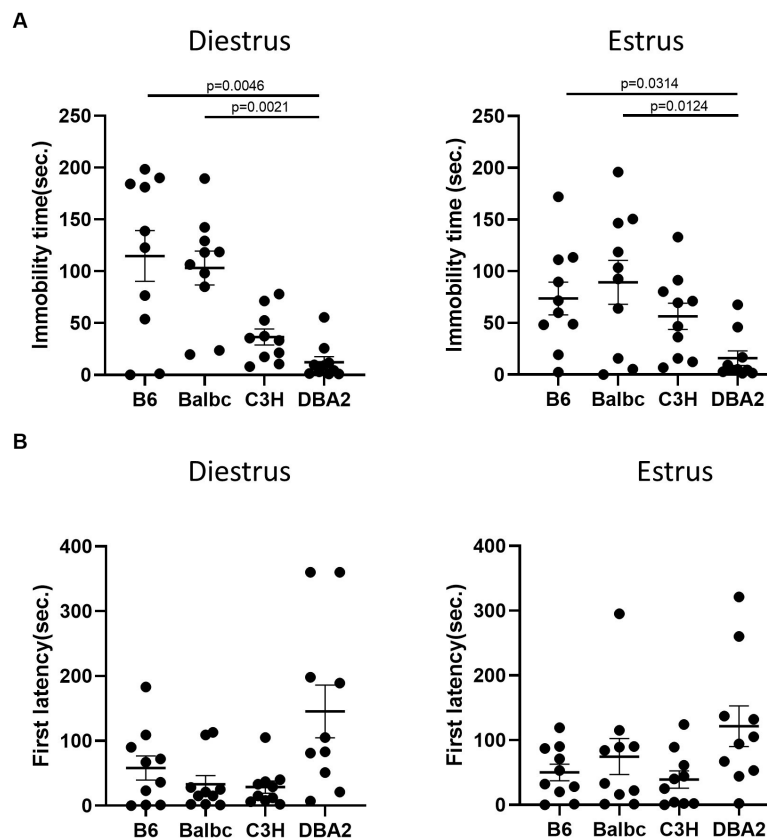 A
Diestrus
p=0.0046
p=0.0021
Immobility time(sec.)
250
200
150
100
50
0
B6 Balbc C3H DBA2
Estrus
p=0.0314
p=0.0124
Immobility time (sec.)
250
200
150
100
50
0
B6 Balbc C3H DBA2
B
Diestrus
First latency(sec.)
400
300
200
100
0
B6 Balbc C3H DBA2
Estrus
First latency(sec.)
400
300
200
100
0
B6 Balbc C3H DBA2